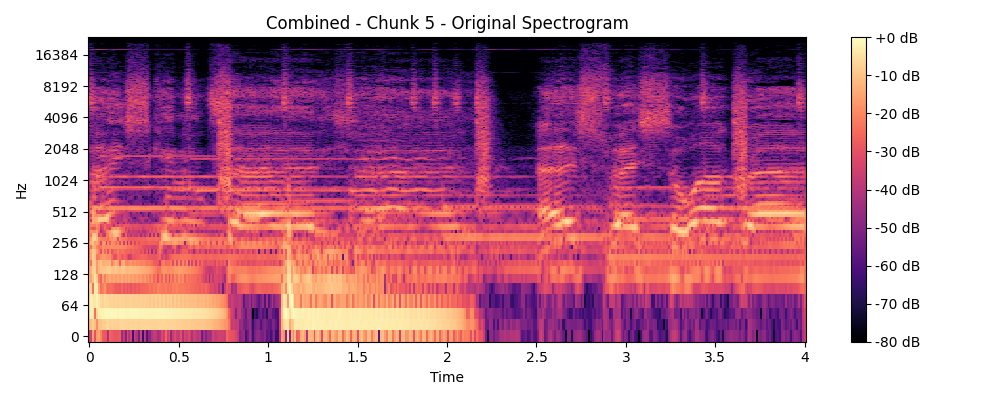 Combined - Chunk 5 - Original Spectrogram
Hz
16384
8192
4096
2048
1024
512
256
128
64
0
0 0.5 1 1.5 2 2.5 3 3.5 4
Time
+0 dB
-10 dB
-20 dB
-30 dB
-40 dB
-50 dB
-60 dB
-70 dB
-80 dB